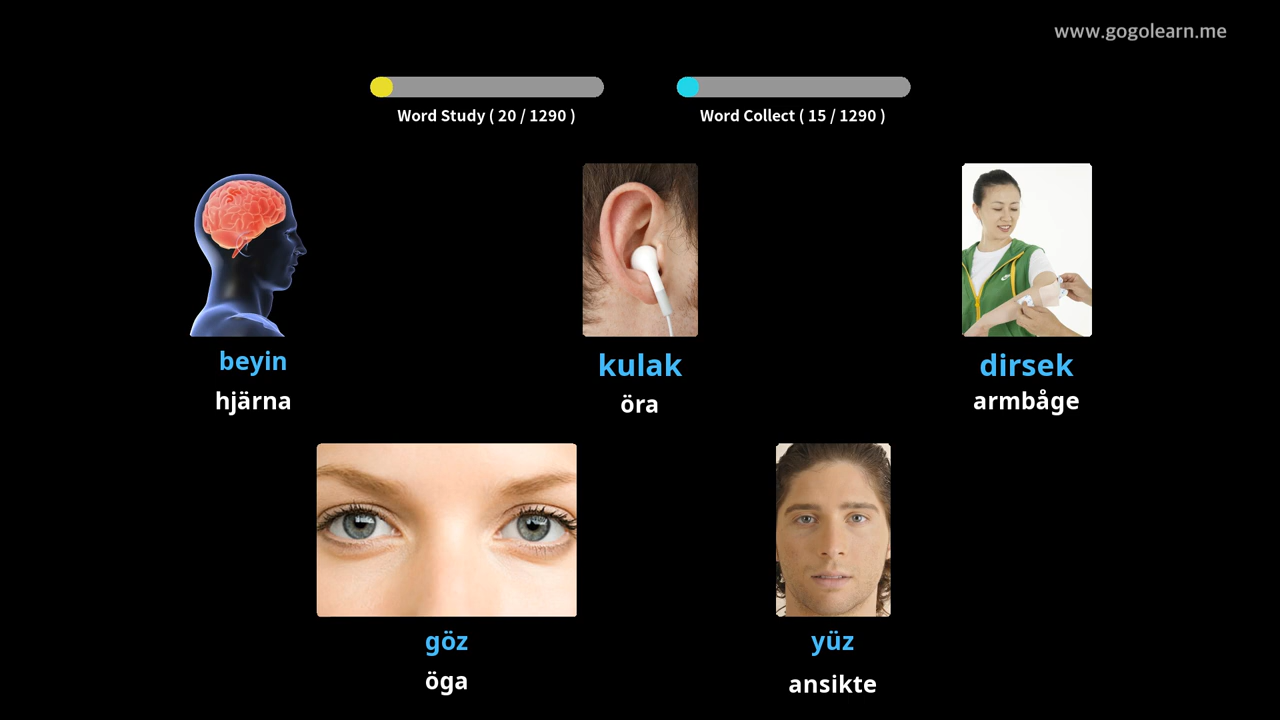 www.gogolearn.me
Word Study ( 20 / 1290 )
Word Collect ( 15 / 1290 )
beyin
hjärna
kulak
öra
dirsek
armbåge
göz
öga
yüz
ansikte